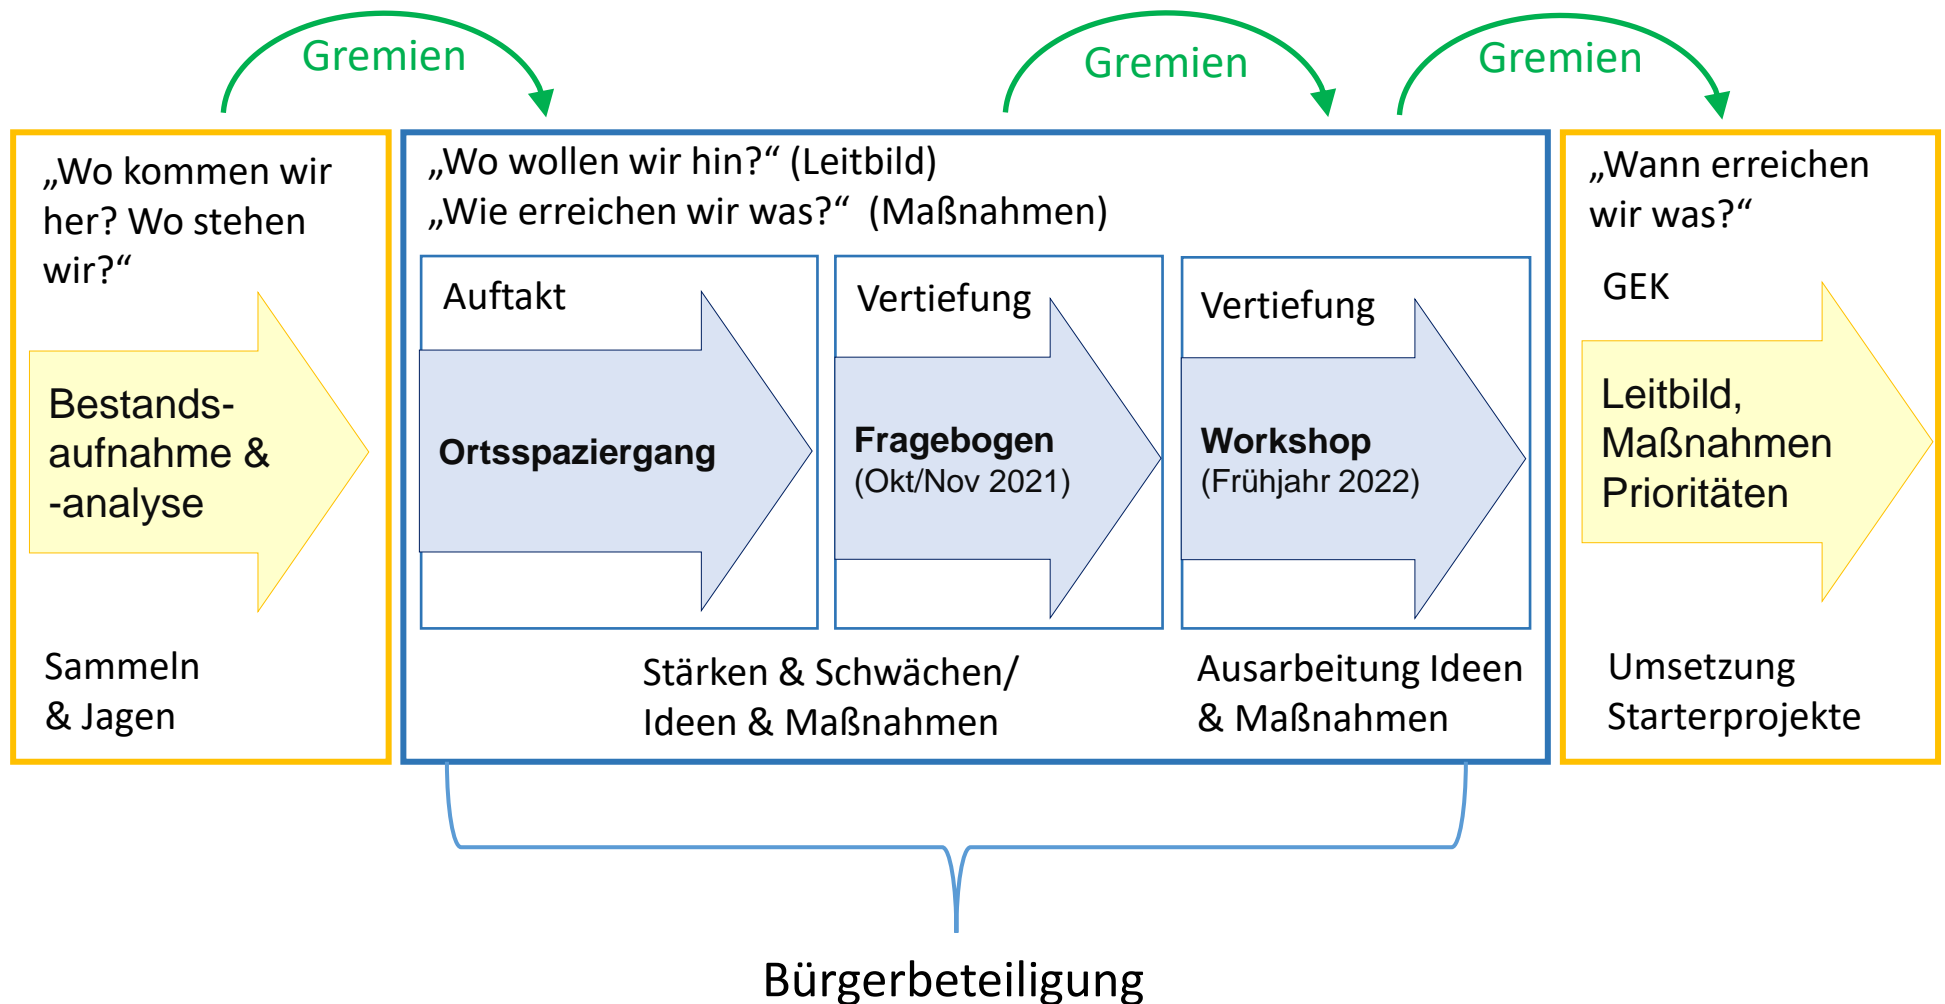 Gremien
Gremien
Gremien
„Wo kommen wir
her? Wo stehen
wir?“
Bestands-
aufnahme &
-analyse
Sammeln
& Jagen
„Wo wollen wir hin?“ (Leitbild)
„Wie erreichen wir was?“ (Maßnahmen)
Auftakt
Ortsspaziergang
Vertiefung
Fragebogen
(Okt/Nov 2021)
Stärken & Schwächen/
Ideen & Maßnahmen
Vertiefung
Workshop
(Frühjahr 2022)
Ausarbeitung Ideen
& Maßnahmen
„Wann erreichen
wir was?“
GEK
Leitbild,
Maßnahmen
Prioritäten
Umsetzung
Starterprojekte
Bürgerbeteiligung